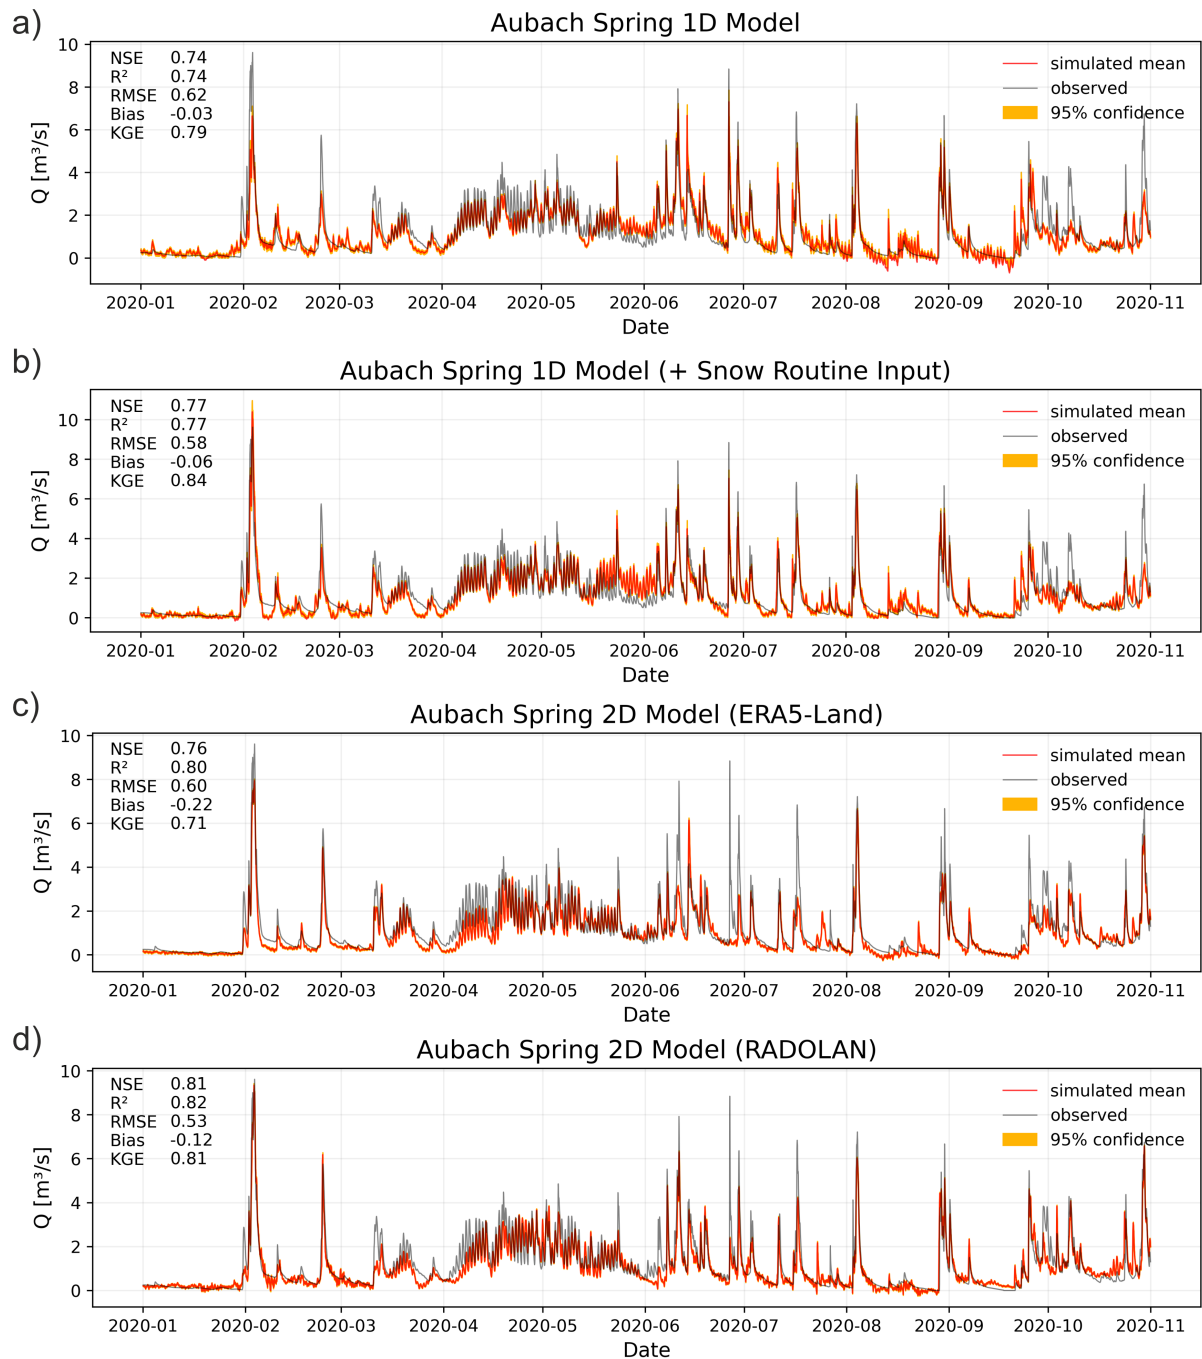 a)
Aubach Spring 1D Model
NSE 0.74
R² 0.74
RMSE 0.62
Bias -0.03
KGE 0.79
simulated mean
observed
95% confidence
Q [m³/s]
10
8
6
4
2
0
2020-01 2020-02 2020-03 2020-04 2020-05 2020-06 2020-07 2020-08 2020-09 2020-10 2020-11
Date
b)
Aubach Spring 1D Model (+ Snow Routine Input)
NSE 0.77
R² 0.77
RMSE 0.58
Bias -0.06
KGE 0.84
simulated mean
observed
95% confidence
Q [m³/s]
10
8
6
4
2
0
2020-01 2020-02 2020-03 2020-04 2020-05 2020-06 2020-07 2020-08 2020-09 2020-10 2020-11
Date
c)
Aubach Spring 2D Model (ERA5-Land)
NSE 0.76
R² 0.80
RMSE 0.60
Bias -0.22
KGE 0.71
simulated mean
observed
95% confidence
Q [m³/s]
10
8
6
4
2
0
2020-01 2020-02 2020-03 2020-04 2020-05 2020-06 2020-07 2020-08 2020-09 2020-10 2020-11
Date
d)
Aubach Spring 2D Model (RADOLAN)
NSE 0.81
R² 0.82
RMSE 0.53
Bias -0.12
KGE 0.81
simulated mean
observed
95% confidence
Q [m³/s]
10
8
6
4
2
0
2020-01 2020-02 2020-03 2020-04 2020-05 2020-06 2020-07 2020-08 2020-09 2020-10 2020-11
Date